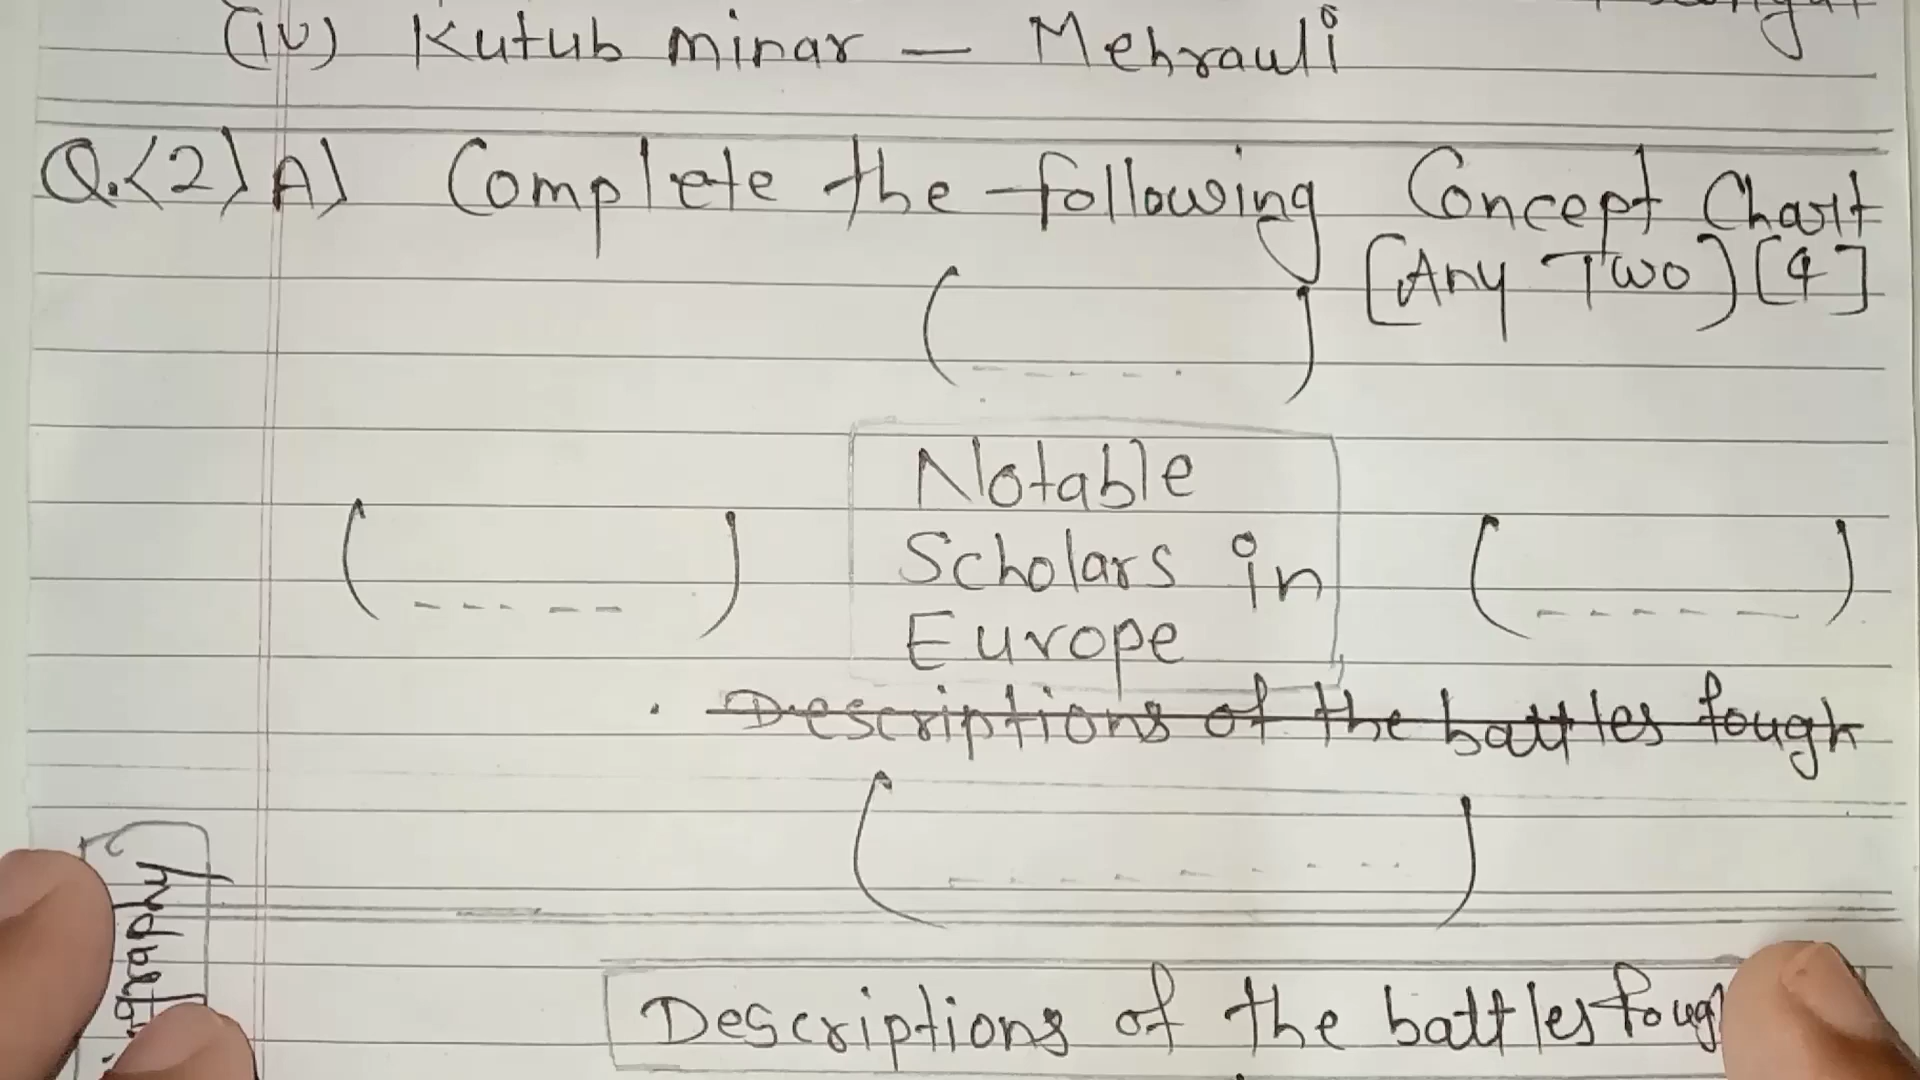 (iv) Kutub minar — Mehrauli
Q.(2) A) Complete the following Concept Chart
[Any Two] [4]
( - - - - - )
Notable
Scholars in
Europe
( - - - - - )
( - - - - - )
Descriptions of the battles fough
( - - - - - - - - )
Descriptions of the battles foug